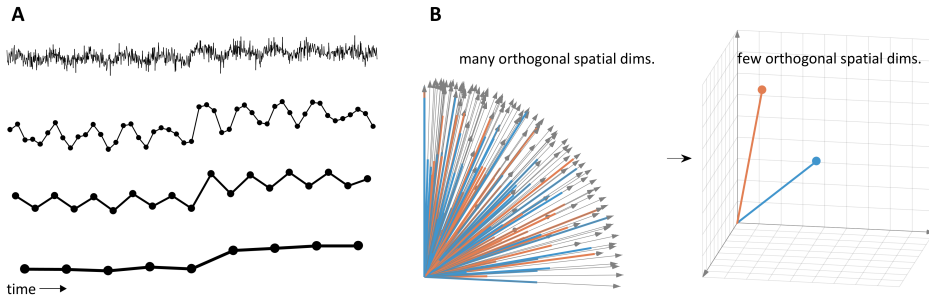 A
B
many orthogonal spatial dims.
few orthogonal spatial dims.
time